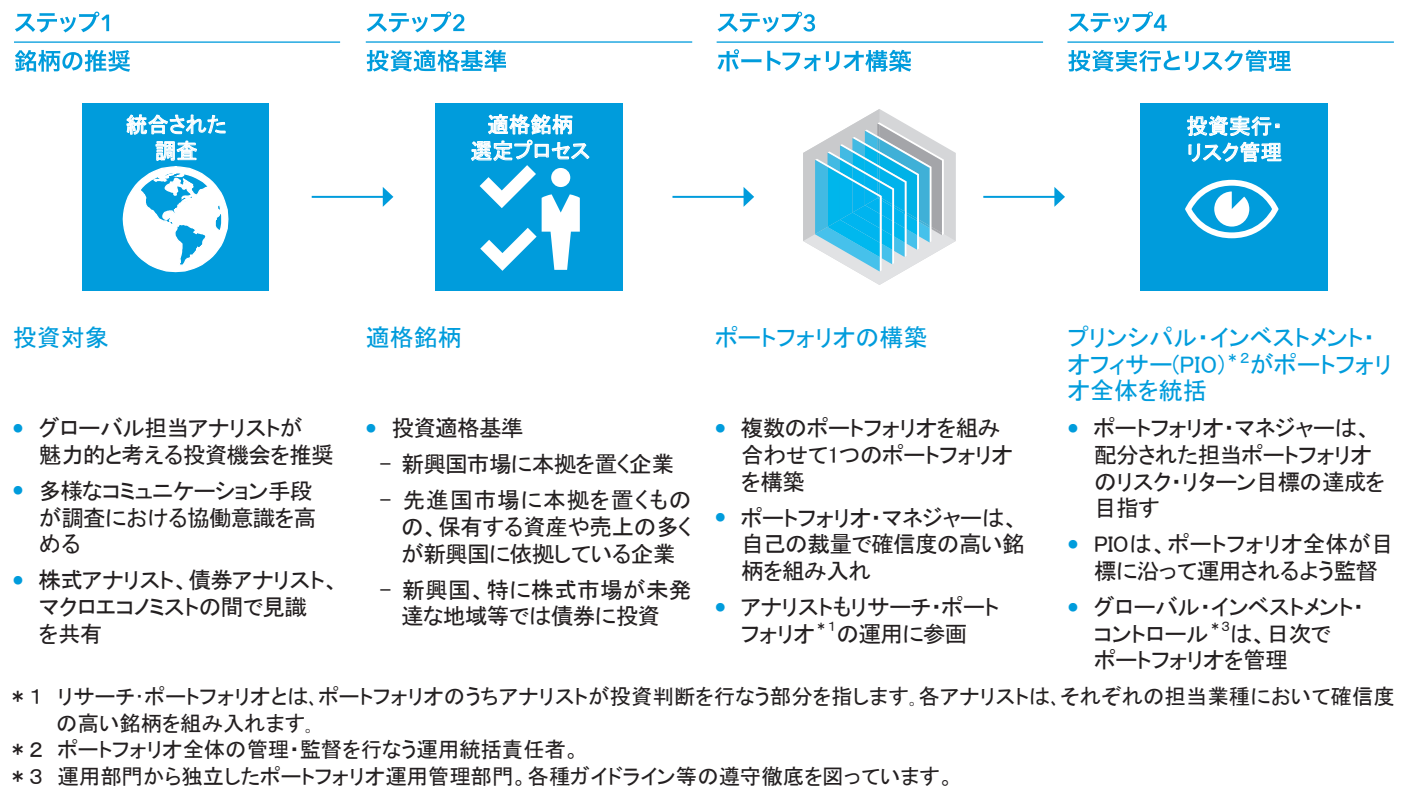 ステップ1
銘柄の推奨
統合された
調査
投資対象
● グローバル担当アナリストが
魅力的と考える投資機会を推奨
● 多様なコミュニケーション手段
が調査における協働意識を高
める
● 株式アナリスト、債券アナリスト、
マクロエコノミストの間で見識
を共有
ステップ2
投資適格基準
適格銘柄
選定プロセス
適格銘柄
● 投資適格基準
− 新興国市場に本拠を置く企業
− 先進国市場に本拠を置くもの
の、保有する資産や売上の多く
が新興国に依拠している企業
− 新興国、特に株式市場が未発
達な地域等では債券に投資
ステップ3
ポートフォリオ構築
ポートフォリオの構築
● 複数のポートフォリオを組み
合わせて1つのポートフォリオ
を構築
● ポートフォリオ・マネジャーは、
自己の裁量で確信度の高い銘
柄を組み入れ
● アナリストもリサーチ・ポート
フォリオ*1の運用に参画
ステップ4
投資実行とリスク管理
投資実行・
リスク管理
プリンシパル・インベストメント・
オフィサー(PIO)*2がポートフォリ
オ全体を統括
● ポートフォリオ・マネジャーは、
配分された担当ポートフォリオ
のリスク・リターン目標の達成を
目指す
● PIOは、ポートフォリオ全体が目
標に沿って運用されるよう監督
● グローバル・インベストメント・
コントロール*3は、日次で
ポートフォリオを管理
*1 リサーチ・ポートフォリオとは、ポートフォリオのうちアナリストが投資判断を行なう部分を指します。各アナリストは、それぞれの担当業種において確信度
の高い銘柄を組み入れます。
*2 ポートフォリオ全体の管理・監督を行なう運用統括責任者。
*3 運用部門から独立したポートフォリオ運用管理部門。各種ガイドライン等の遵守徹底を図っています。